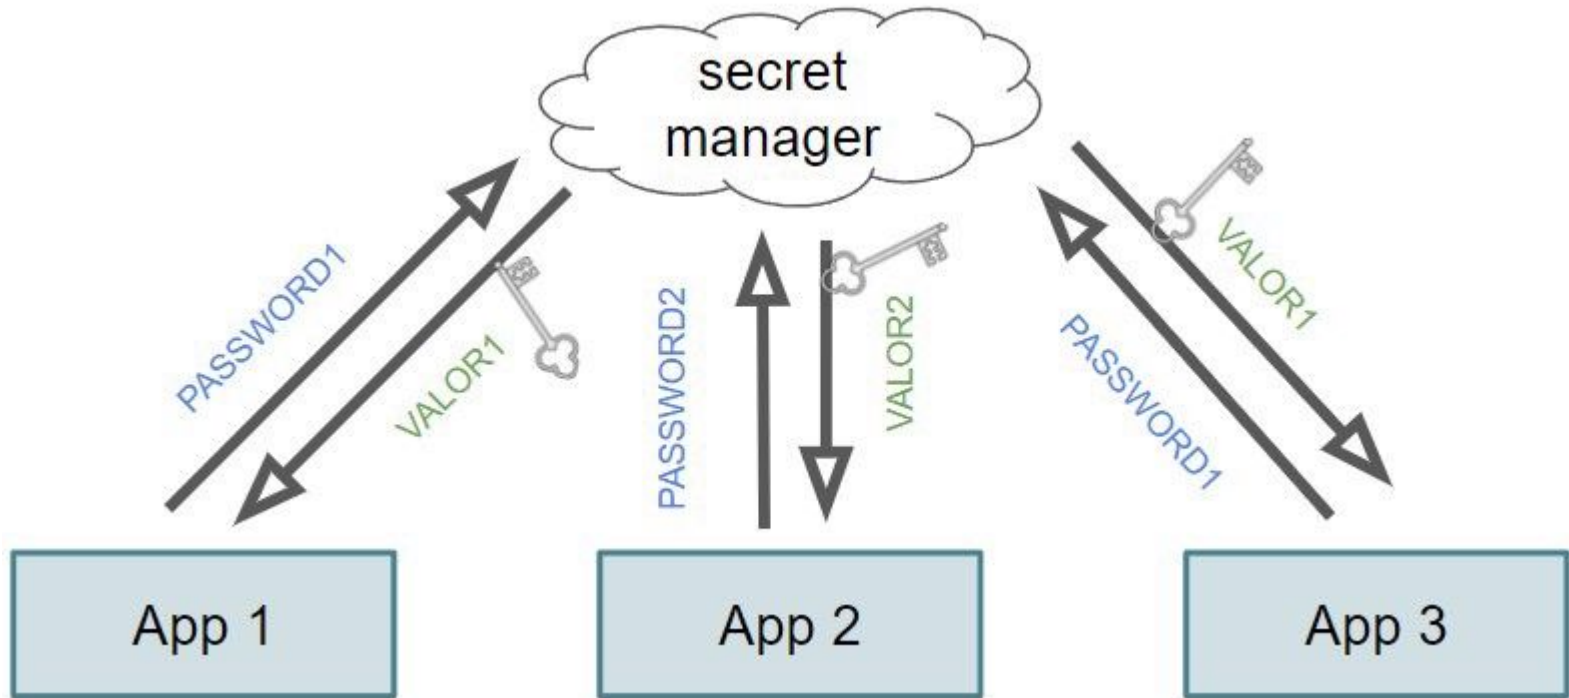 secret
manager
PASSWORD1
VALOR1
PASSWORD2
VALOR2
VALOR1
PASSWORD1
App 1
App 2
App 3